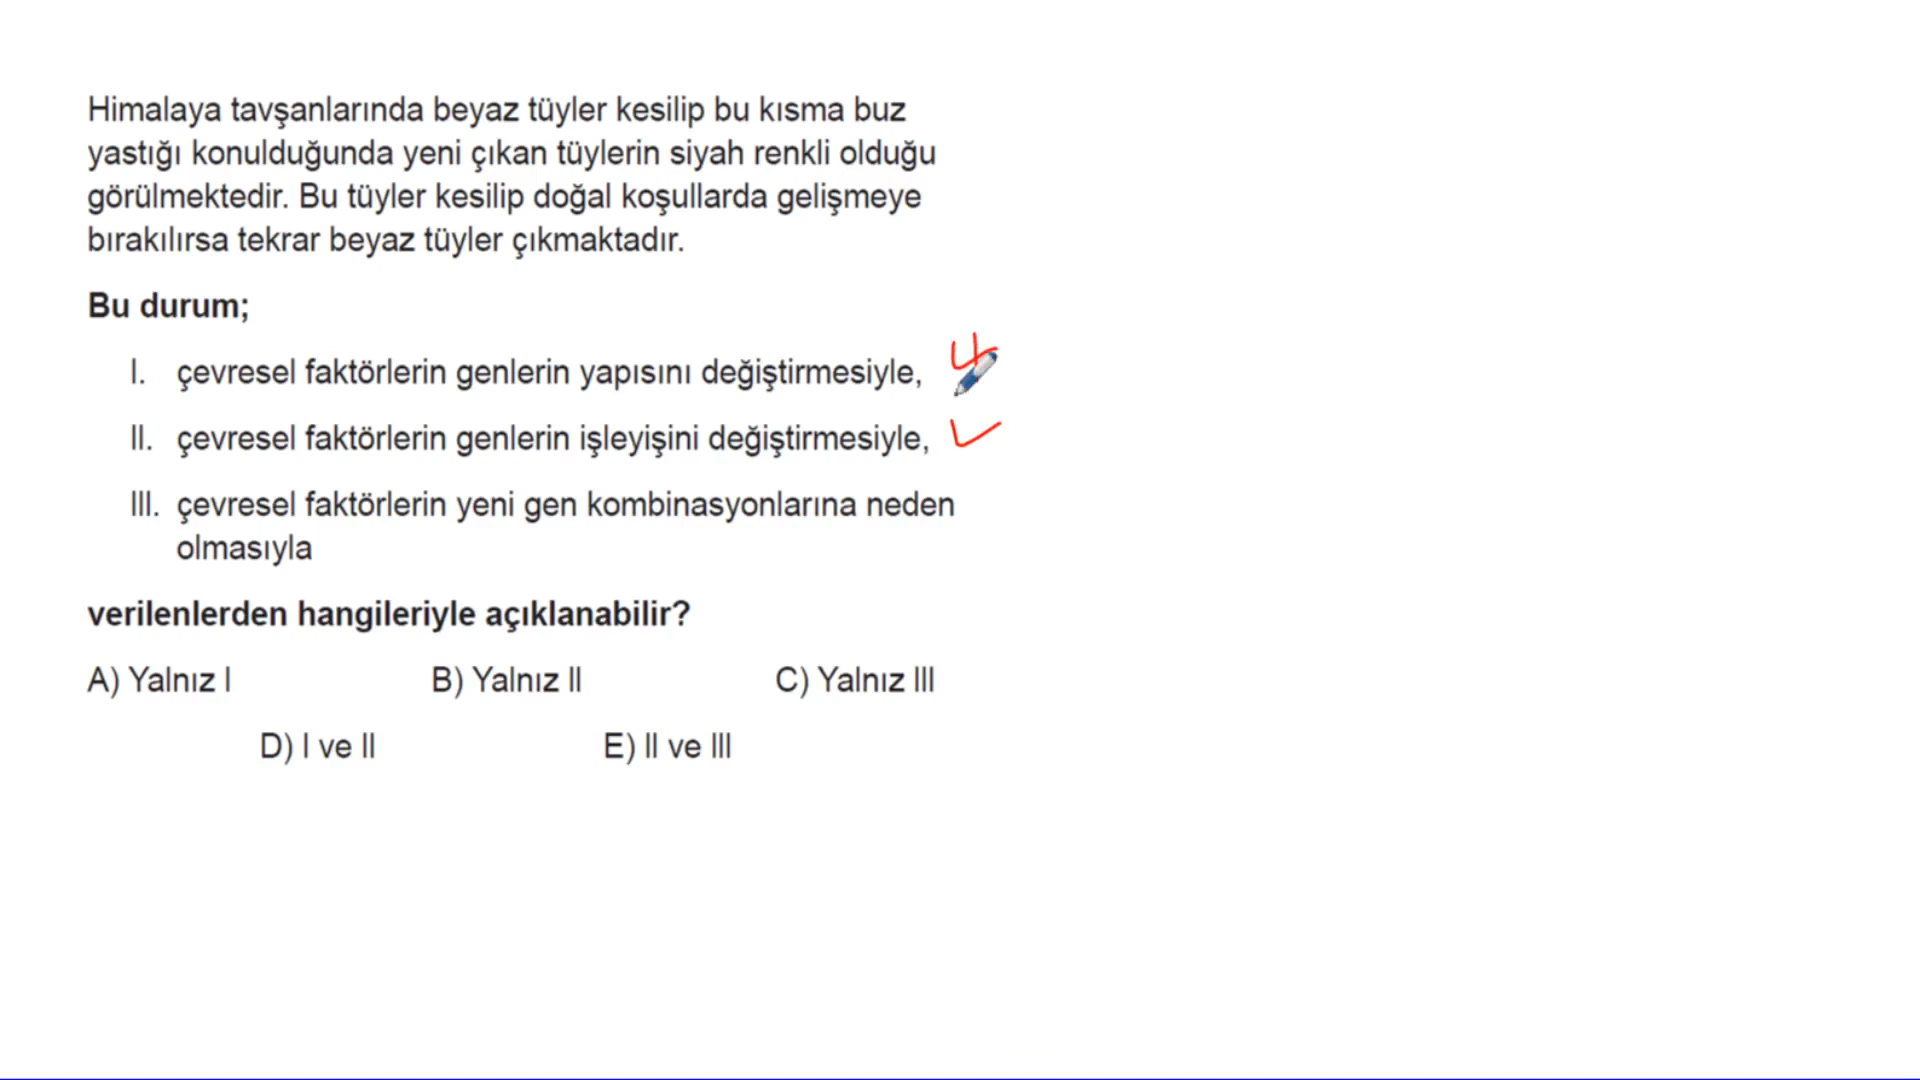 Himalaya tavşanlarında beyaz tüyler kesilip bu kısma buz
yastığı konulduğunda yeni çıkan tüylerin siyah renkli olduğu
görülmektedir. Bu tüyler kesilip doğal koşullarda gelişmeye
bırakılırsa tekrar beyaz tüyler çıkmaktadır.
Bu durum;
I. çevresel faktörlerin genlerin yapısını değiştirmesiyle,
II. çevresel faktörlerin genlerin işleyişini değiştirmesiyle,
III. çevresel faktörlerin yeni gen kombinasyonlarına neden
olmasıyla
verilenlerden hangileriyle açıklanabilir?
A) Yalnız I B) Yalnız II C) Yalnız III
D) I ve II E) II ve III